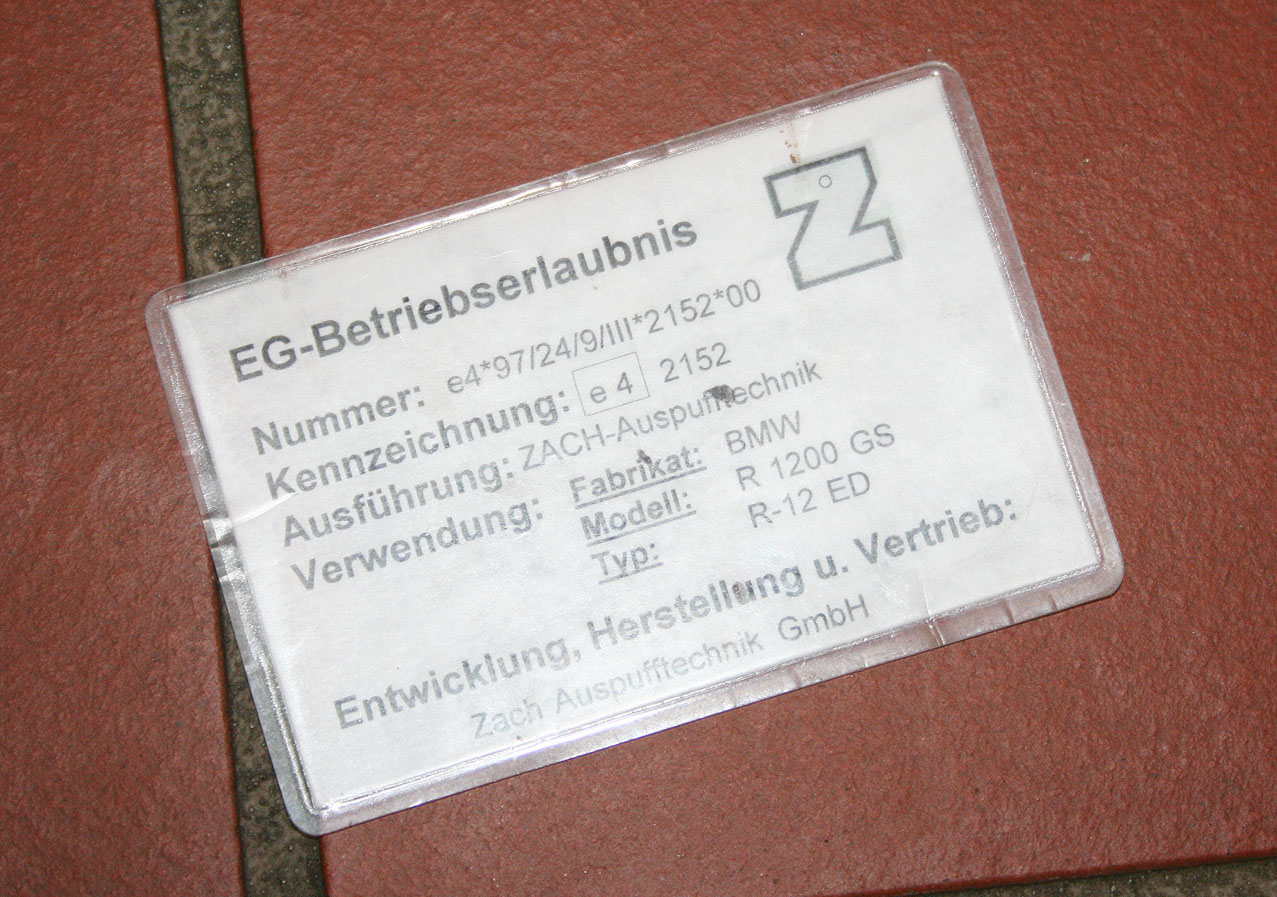 EG-Betriebserlaubnis
Nummer: e4*97/24/9/III*2152*00
Kennzeichnung: e 4 2152
Ausführung: ZACH-Auspufftechnik
Verwendung: Fabrikat: BMW
Modell: R 1200 GS
Typ: R-12 ED
Entwicklung, Herstellung u. Vertrieb:
Zach Auspufftechnik GmbH
Z